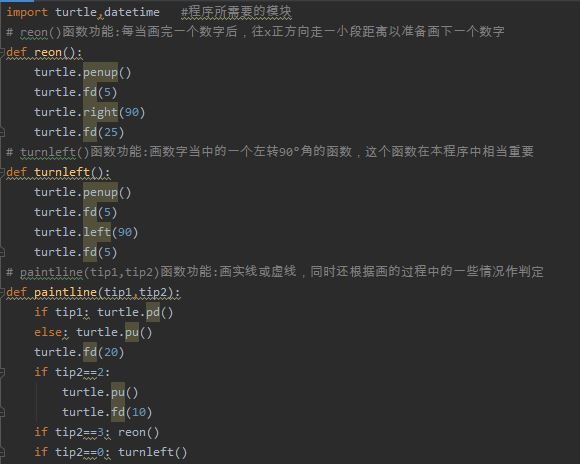 import turtle,datetime   #程序所需要的模块
# reon()函数功能:每当画完一个数字后，往x正方向走一小段距离以准备画下一个数字
def reon():
    turtle.penup()
    turtle.fd(5)
    turtle.right(90)
    turtle.fd(25)
# turnleft()函数功能:画数字当中的一个左转90°角的函数，这个函数在本程序中相当重要
def turnleft():
    turtle.penup()
    turtle.fd(5)
    turtle.left(90)
    turtle.fd(5)
# paintline(tip1,tip2)函数功能:画实线或虚线，同时还根据画的过程中的一些情况作判定
def paintline(tip1,tip2):
    if tip1: turtle.pd()
    else: turtle.pu()
    turtle.fd(20)
    if tip2==2:
        turtle.pu()
        turtle.fd(10)
    if tip2==3: reon()
    if tip2==0: turnleft()